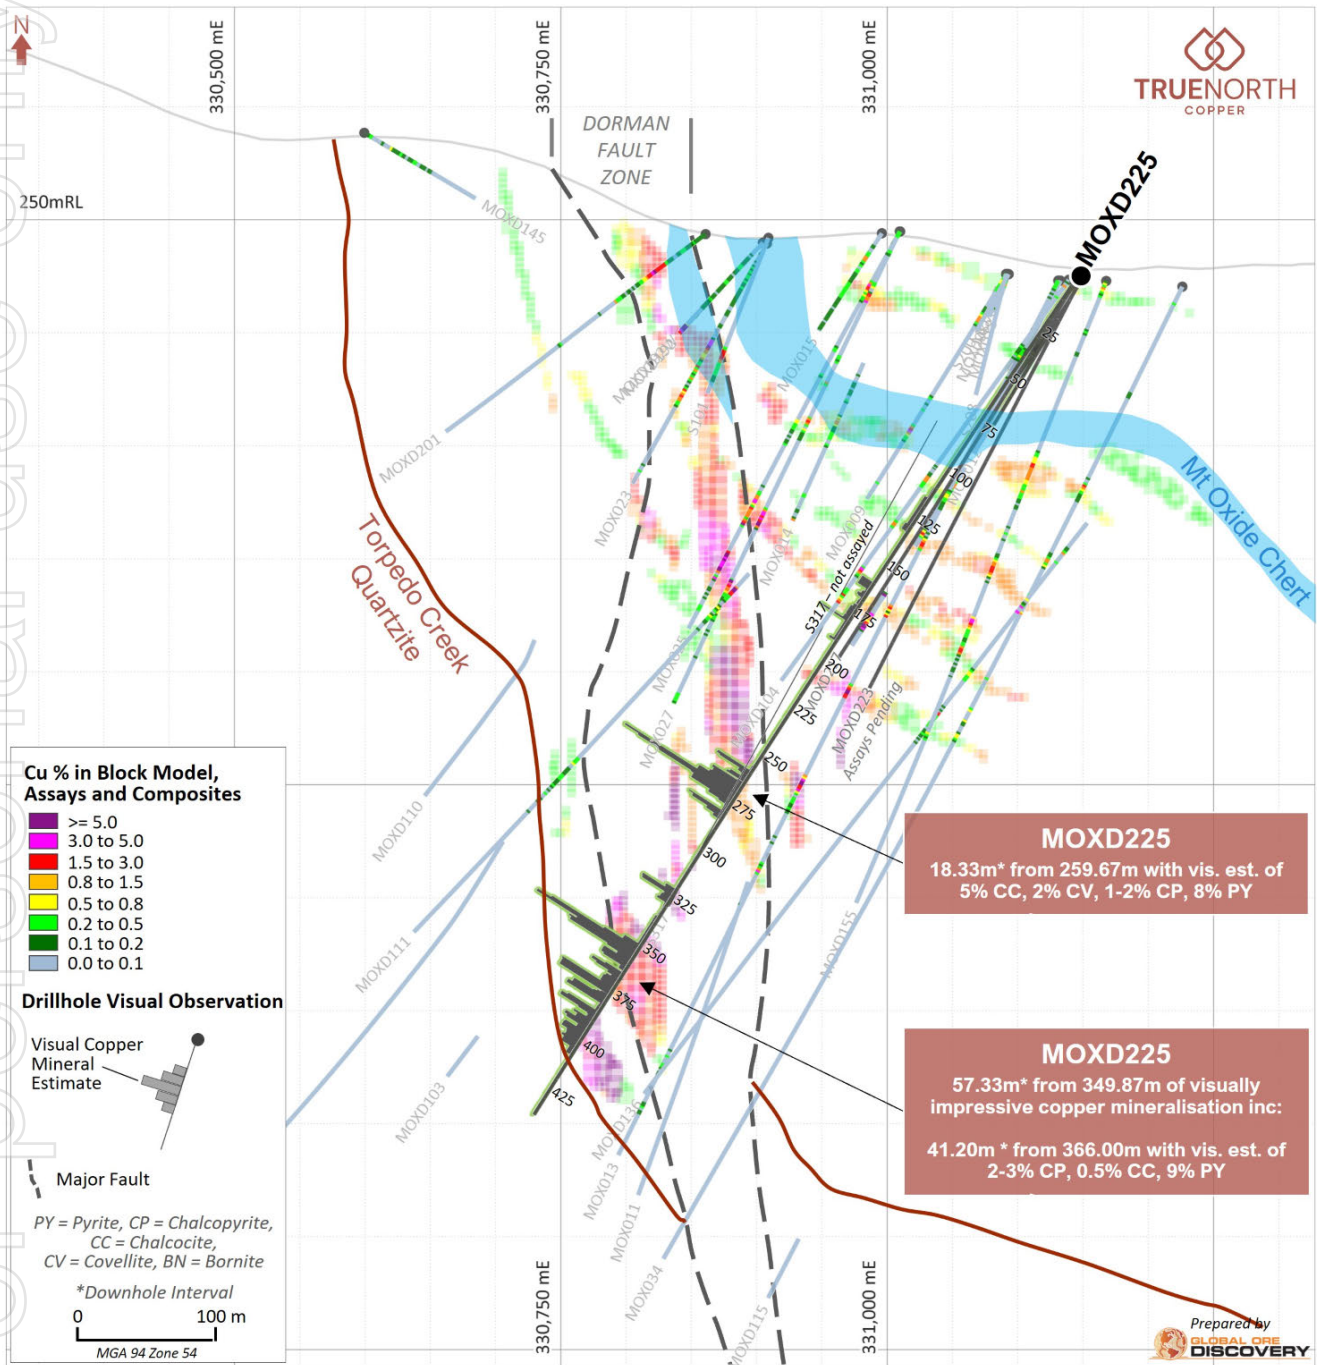 N
330,500 mE
330,750 mE
331,000 mE
TRUENORTH
COPPER
DORMAN
FAULT
ZONE
MOXD225
250mRL
MOXD145
25
50
MOX015
MOXD201
S101
75
Mt Oxide Chert
100
MOX023
MOX009
125
MOX014
S317 – not assayed
150
Torpedo Creek
Quartzite
175
200
MOXD104
MOXD223
Assays Pending
225
MOX027
250
275
MOXD110
300
325
MOXD111
MOXD155
350
375
400
425
MOXD103
MOXD136
MOX013
MOX011
MOX034
MOXD115
MOXD225
18.33m* from 259.67m with vis. est. of
5% CC, 2% CV, 1-2% CP, 8% PY
MOXD225
57.33m* from 349.87m of visually
impressive copper mineralisation inc:
41.20m * from 366.00m with vis. est. of
2-3% CP, 0.5% CC, 9% PY
Cu % in Block Model,
Assays and Composites
>= 5.0
3.0 to 5.0
1.5 to 3.0
0.8 to 1.5
0.5 to 0.8
0.2 to 0.5
0.1 to 0.2
0.0 to 0.1
Drillhole Visual Observation
Visual Copper
Mineral
Estimate
Major Fault
PY = Pyrite, CP = Chalcopyrite,
CC = Chalcocite,
CV = Covellite, BN = Bornite
*Downhole Interval
0 100 m
MGA 94 Zone 54
330,750 mE
331,000 mE
Prepared by
GLOBAL ORE
DISCOVERY